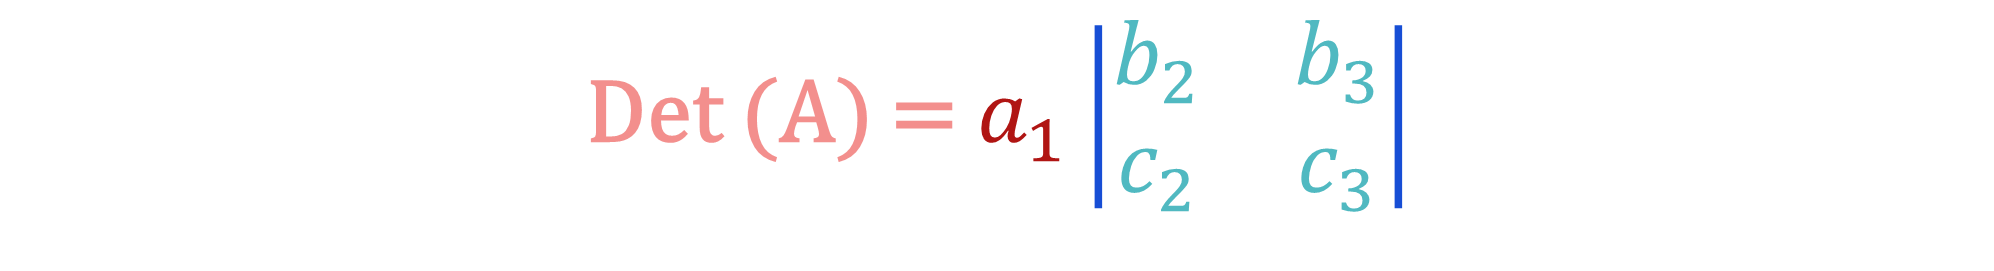 Det (A) = a₁ |b₂ b₃|
|c₂ c₃|